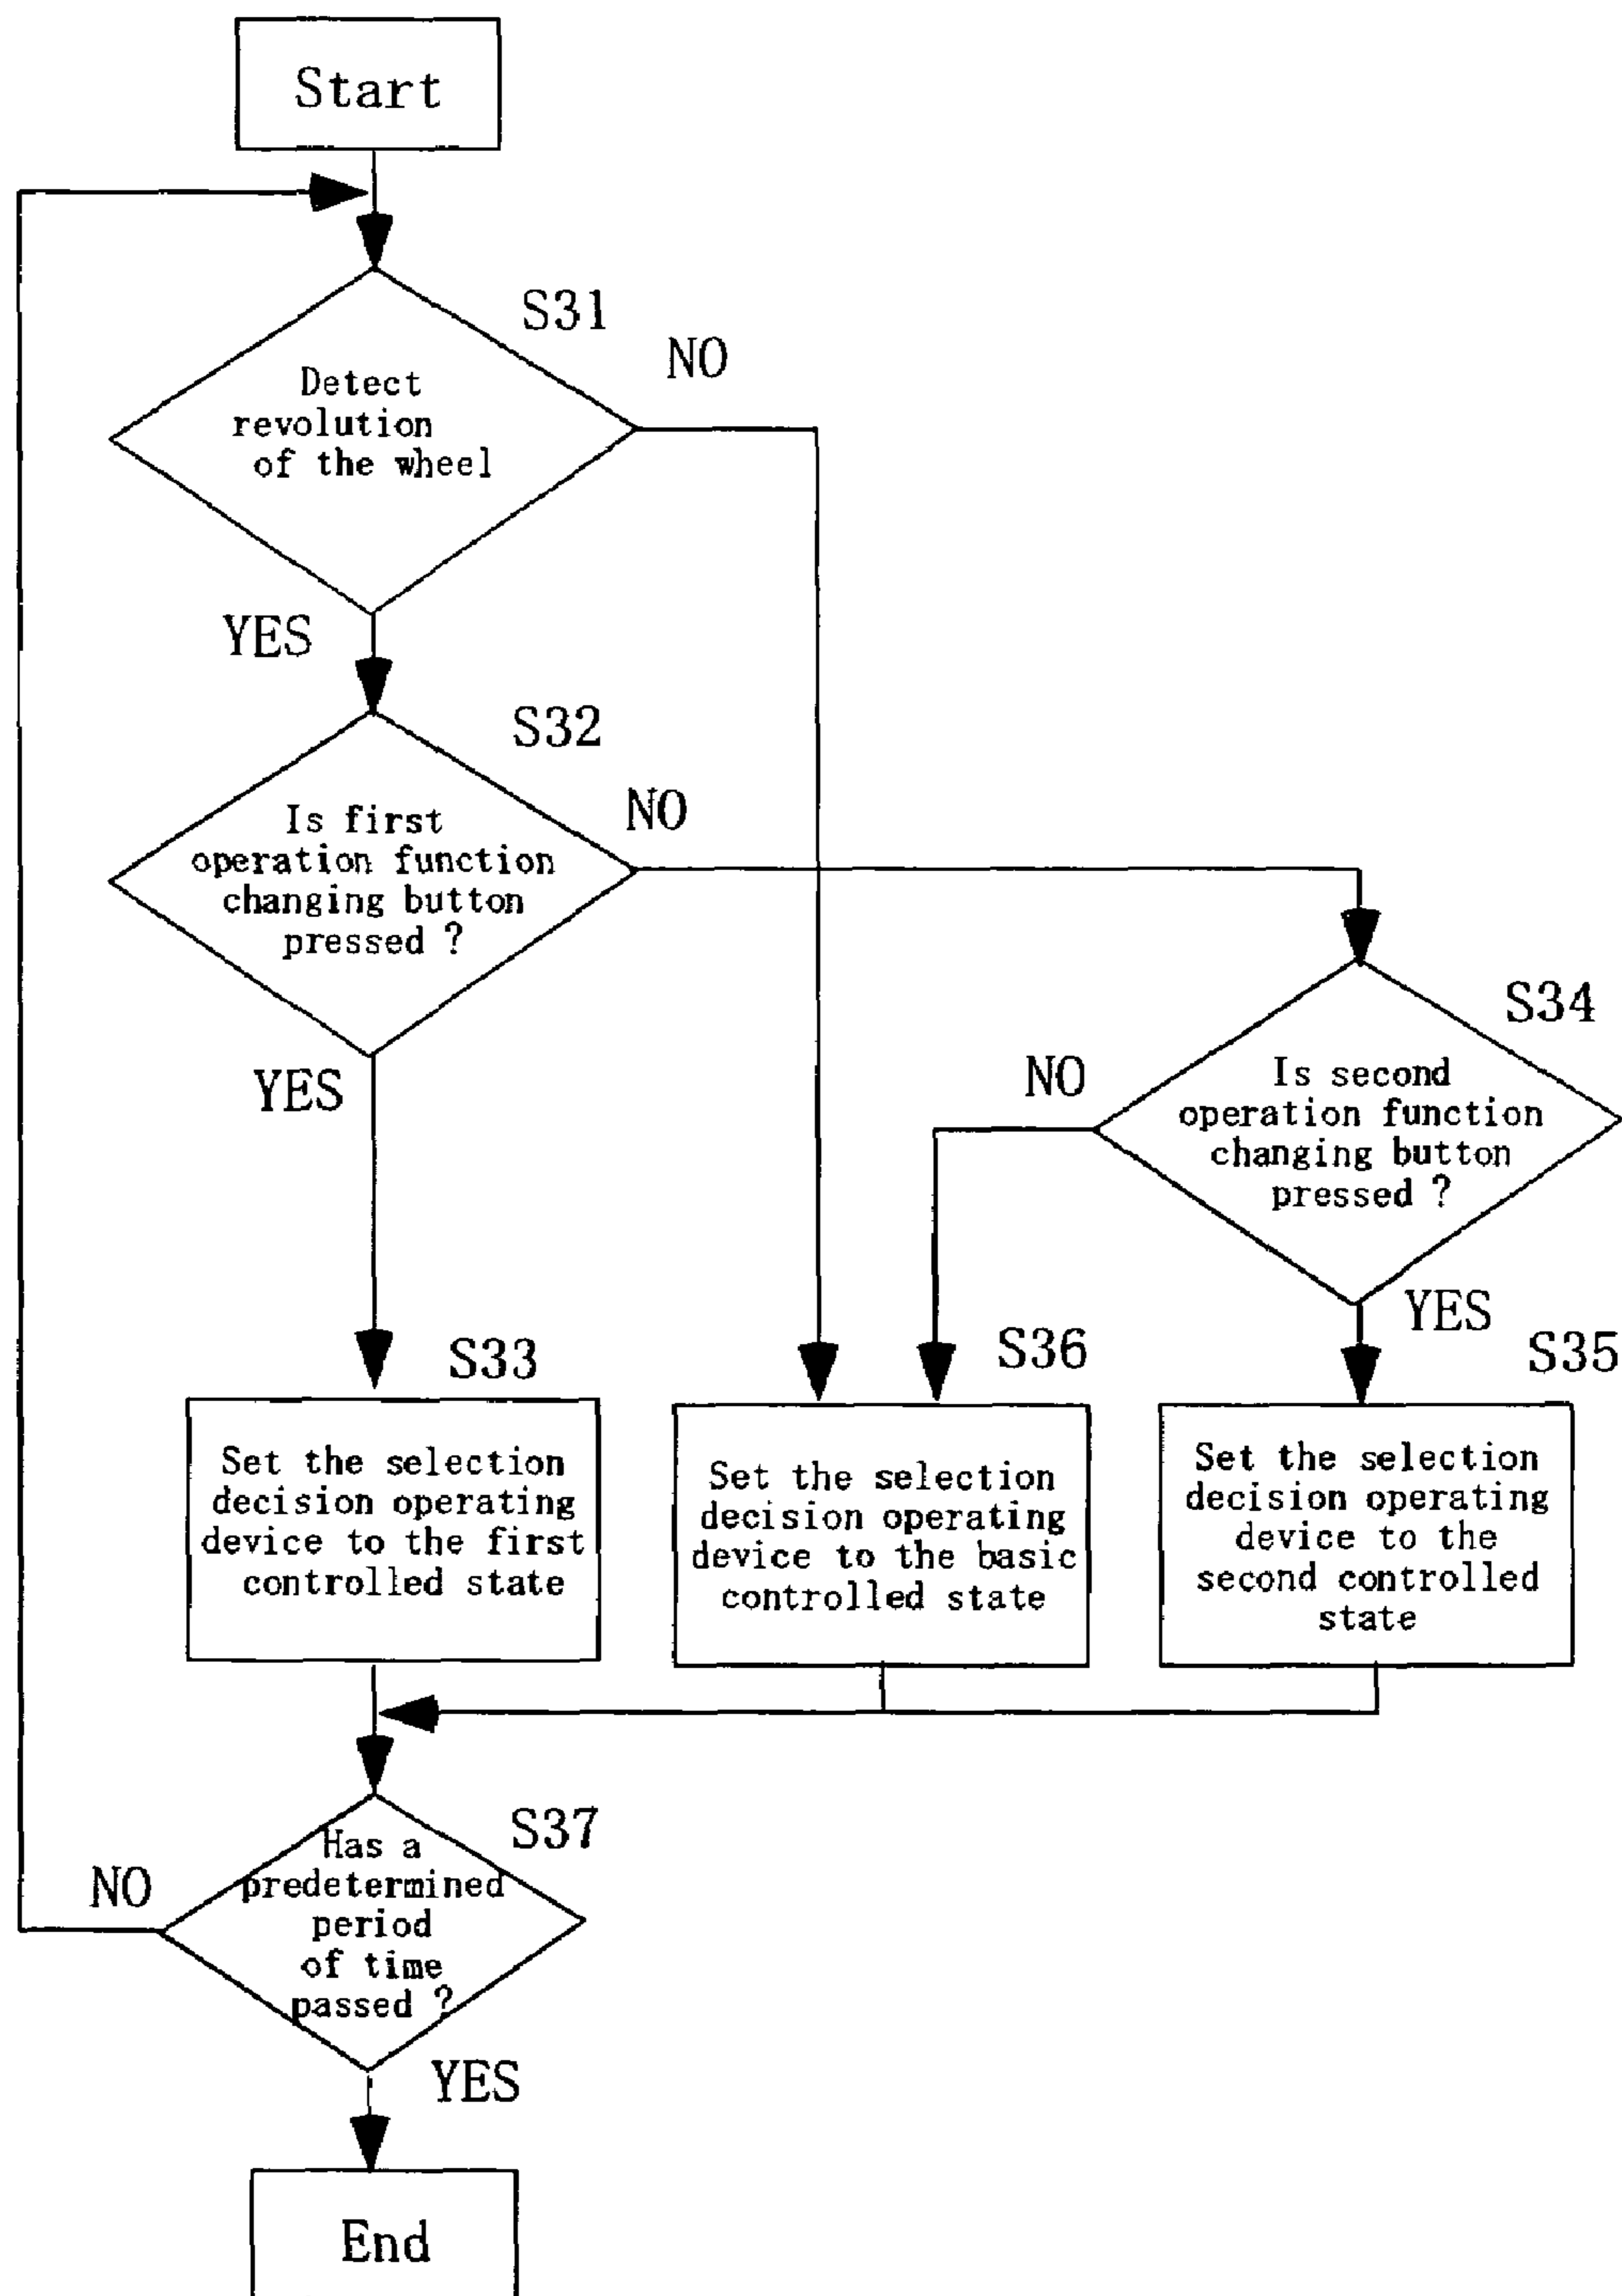 Start
S31
NO
Detect
revolution
of the wheel
YES
S32
NO
Is first
operation function
changing button
pressed ?
YES
S34
NO
Is second
operation function
changing button
pressed ?
YES
S33
S36
S35
Set the selection
decision operating
device to the first
controlled state
Set the selection
decision operating
device to the basic
controlled state
Set the selection
decision operating
device to the
second controlled
state
S37
NO
Has a
predetermined
period
of time
passed ?
YES
End